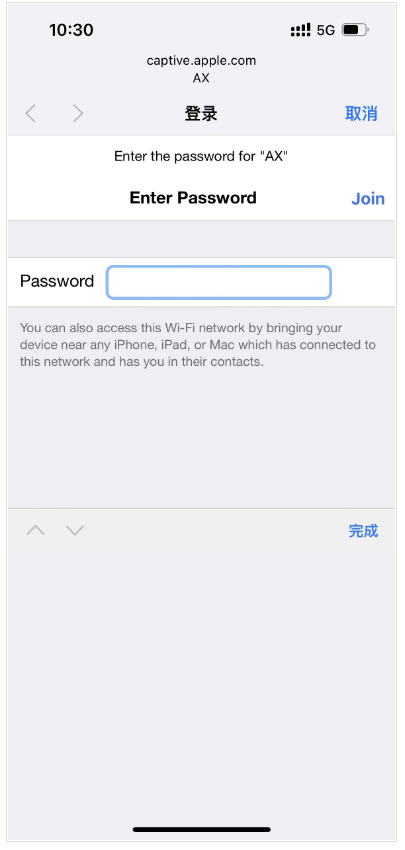 10:30
5G
captive.apple.com
AX
登录
取消
Enter the password for "AX"
Enter Password
Join
Password
You can also access this Wi-Fi network by bringing your
device near any iPhone, iPad, or Mac which has connected to
this network and has you in their contacts.
完成